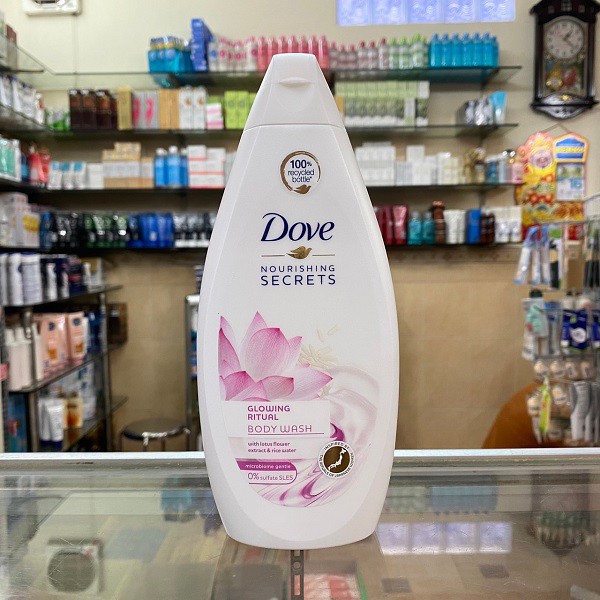 100%
recycled
bottle*
Dove
NOURISHING
SECRETS
GLOWING
RITUAL
BODY WASH
with lotus flower
extract & rice water
microbiome gentle
0% sulfate SLES